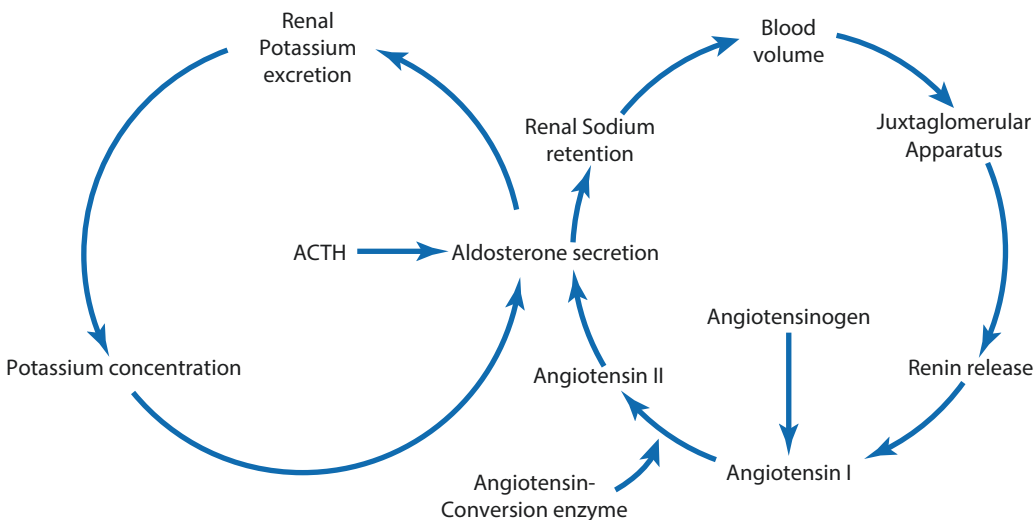 Renal
Potassium
excretion
Blood
volume
Renal Sodium
retention
Juxtaglomerular
Apparatus
ACTH
Aldosterone secretion
Angiotensinogen
Potassium concentration
Angiotensin II
Renin release
Angiotensin I
Angiotensin-
Conversion enzyme